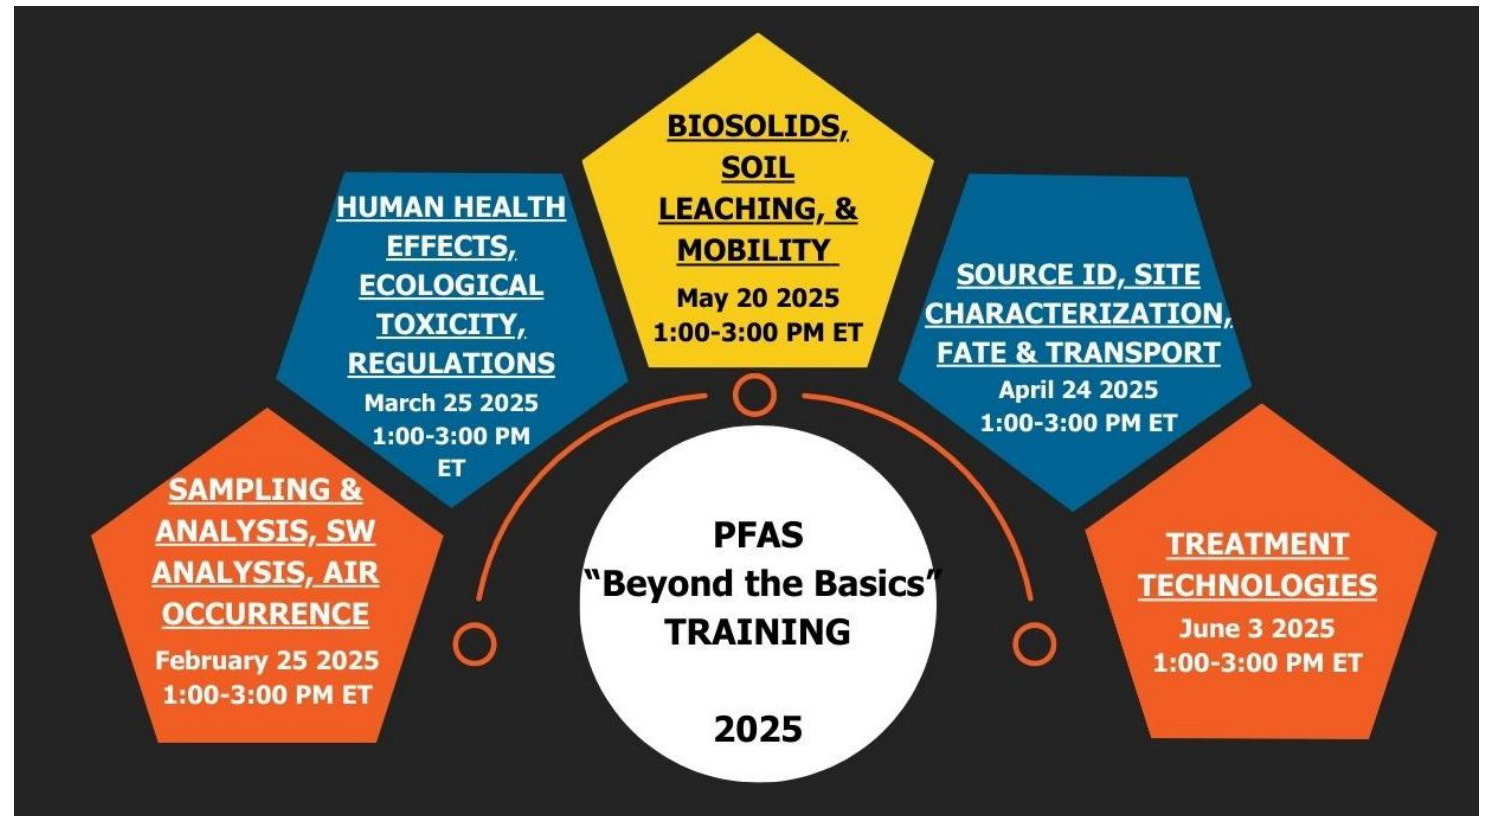 BIOSOLIDS,
SOIL
LEACHING, &
MOBILITY
May 20 2025
1:00-3:00 PM ET
HUMAN HEALTH
EFFECTS,
ECOLOGICAL
TOXICITY,
REGULATIONS
March 25 2025
1:00-3:00 PM
ET
SOURCE ID, SITE
CHARACTERIZATION,
FATE & TRANSPORT
April 24 2025
1:00-3:00 PM ET
SAMPLING &
ANALYSIS, SW
ANALYSIS, AIR
OCCURRENCE
February 25 2025
1:00-3:00 PM ET
PFAS
“Beyond the Basics”
TRAINING
2025
TREATMENT
TECHNOLOGIES
June 3 2025
1:00-3:00 PM ET